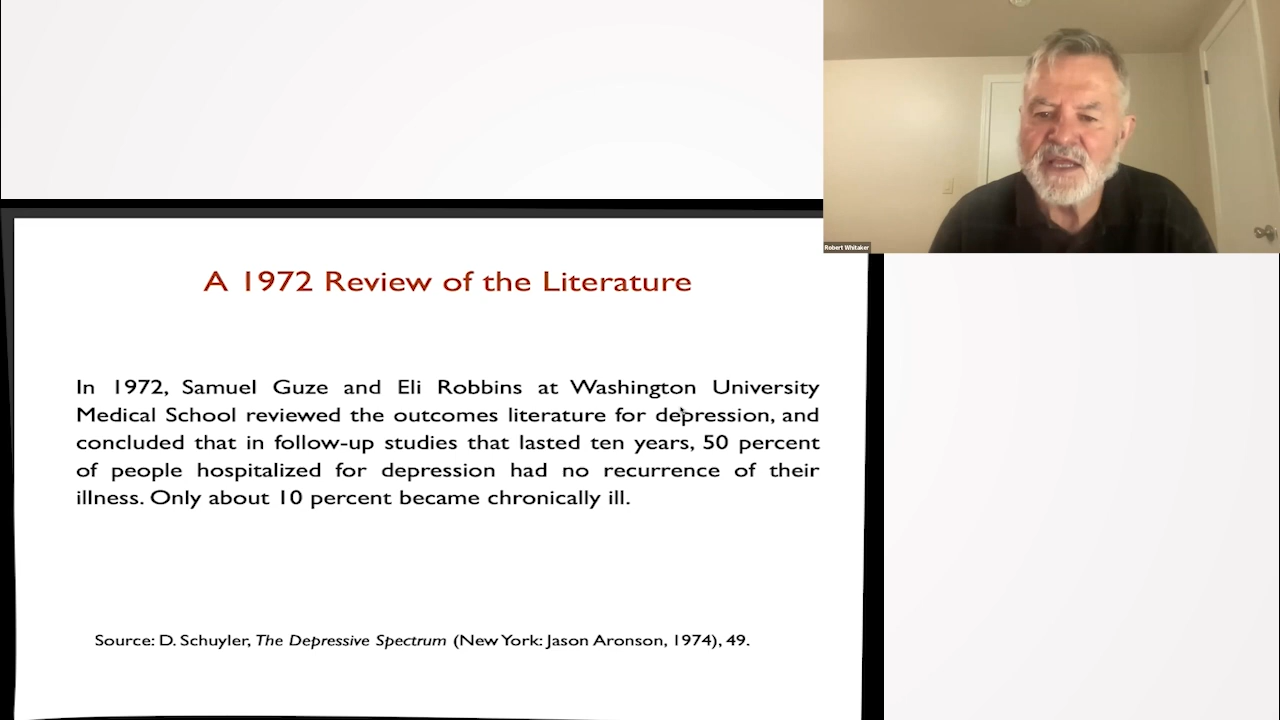 Robert Whitaker
A 1972 Review of the Literature
In 1972, Samuel Guze and Eli Robbins at Washington University
Medical School reviewed the outcomes literature for depression, and
concluded that in follow-up studies that lasted ten years, 50 percent
of people hospitalized for depression had no recurrence of their
illness. Only about 10 percent became chronically ill.
Source: D. Schuyler, The Depressive Spectrum (New York: Jason Aronson, 1974), 49.